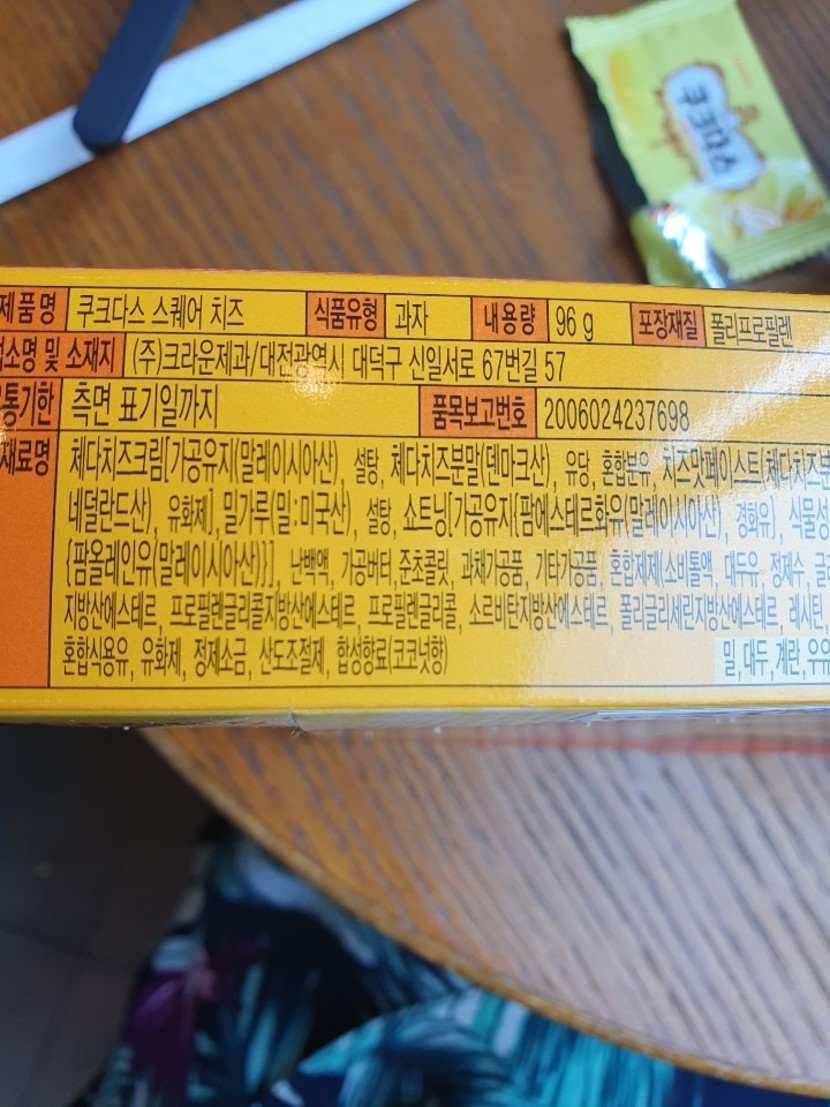 쿠크다스
제품명 쿠크다스 스퀘어 치즈 식품유형 과자 내용량 96 g 포장재질 폴리프로필렌
소명 및 소재지 (주)크라운제과/대전광역시 대덕구 신일서로 67번길 57
통기한 측면 표기일까지 품목보고번호 2006024237698
재료명 체다치즈크림[가공유지(말레이시아산), 설탕, 체다치즈분말(덴마크산), 유당, 혼합분유, 치즈맛페이스트(체다치즈분
네덜란드산), 유화제], 밀가루(밀:미국산), 설탕, 쇼트닝[가공유지{팜에스테르화유(말레이시아산), 경화유}, 식물성
{팜올레인유(말레이시아산)}], 난백액, 가공버터, 준초콜릿, 과채가공품, 기타가공품, 혼합제제(소비톨액, 대두유, 정제수, 글
지방산에스테르, 프로필렌글리콜지방산에스테르, 프로필렌글리콜, 소르비탄지방산에스테르, 폴리글리세린지방산에스테르, 레시틴,
혼합식용유, 유화제, 정제소금, 산도조절제, 합성향료(코코넛향)
밀, 대두, 계란, 우유